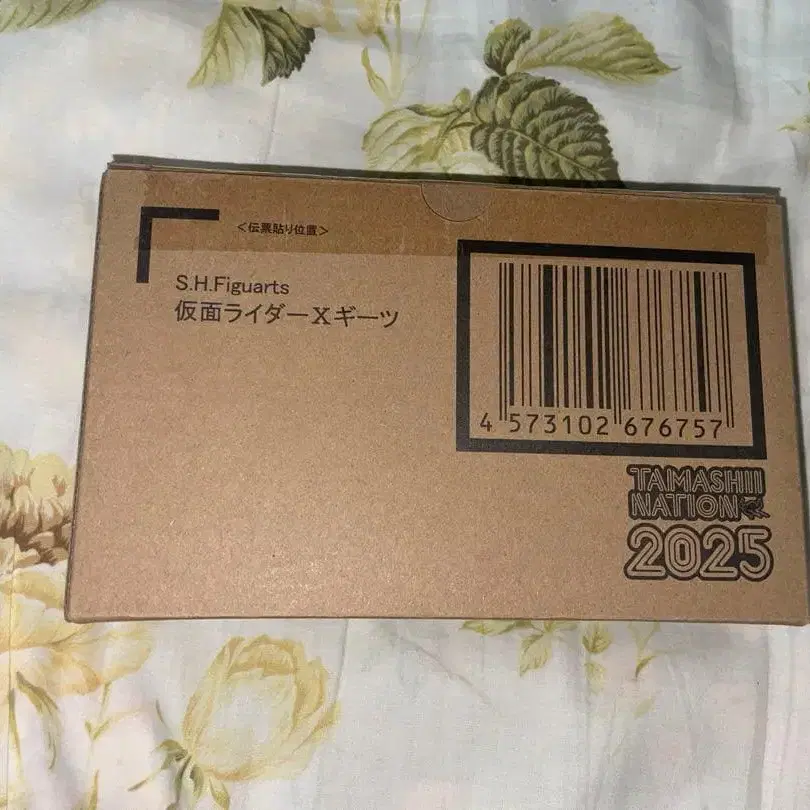 <伝票貼り位置>
S.H.Figuarts
仮面ライダーXギーツ
4 573102 676757
TAMASHII
NATION
2025